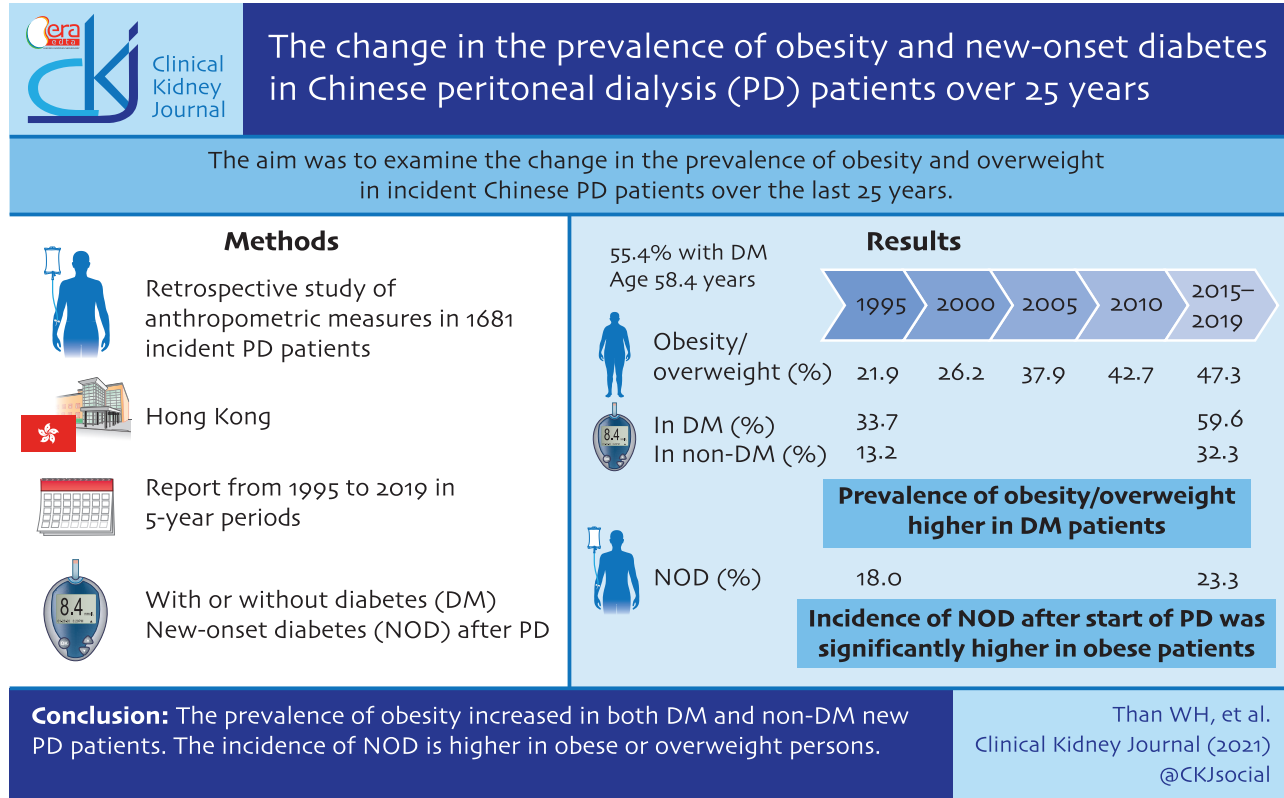 era
edta
ckj
Clinical
Kidney
Journal
The change in the prevalence of obesity and new-onset diabetes
in Chinese peritoneal dialysis (PD) patients over 25 years
The aim was to examine the change in the prevalence of obesity and overweight
in incident Chinese PD patients over the last 25 years.
Methods
Retrospective study of
anthropometric measures in 1681
incident PD patients
Hong Kong
Report from 1995 to 2019 in
5-year periods
8.4
With or without diabetes (DM)
New-onset diabetes (NOD) after PD
Results
55.4% with DM
Age 58.4 years
1995 2000 2005 2010 2015–
2019
Obesity/
overweight (%) 21.9 26.2 37.9 42.7 47.3
8.4
In DM (%) 33.7 59.6
In non-DM (%) 13.2 32.3
Prevalence of obesity/overweight
higher in DM patients
NOD (%) 18.0 23.3
Incidence of NOD after start of PD was
significantly higher in obese patients
Conclusion: The prevalence of obesity increased in both DM and non-DM new
PD patients. The incidence of NOD is higher in obese or overweight persons.
Than WH, et al.
Clinical Kidney Journal (2021)
@CKJsocial